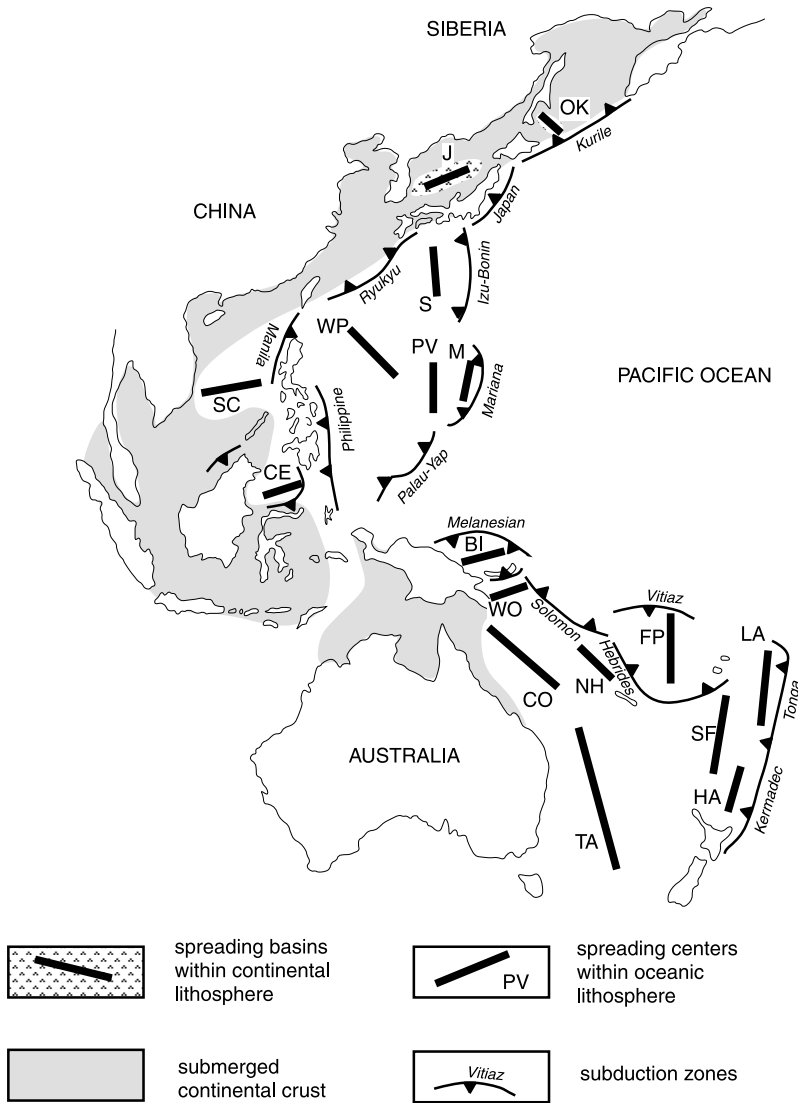 SIBERIA
OK
Kurile
J
Japan
CHINA
Ryukyu
S
Izu-Bonin
WP
Manila
PV
M
Mariana
PACIFIC OCEAN
SC
Philippine
Palau-Yap
CE
Melanesian
BI
WO
Solomon
Vitiaz
FP
Hebrides
LA
Tonga
NH
CO
SF
AUSTRALIA
HA
Kermadec
TA
spreading basins
within continental
lithosphere
PV
spreading centers
within oceanic
lithosphere
submerged
continental crust
Vitiaz
subduction zones